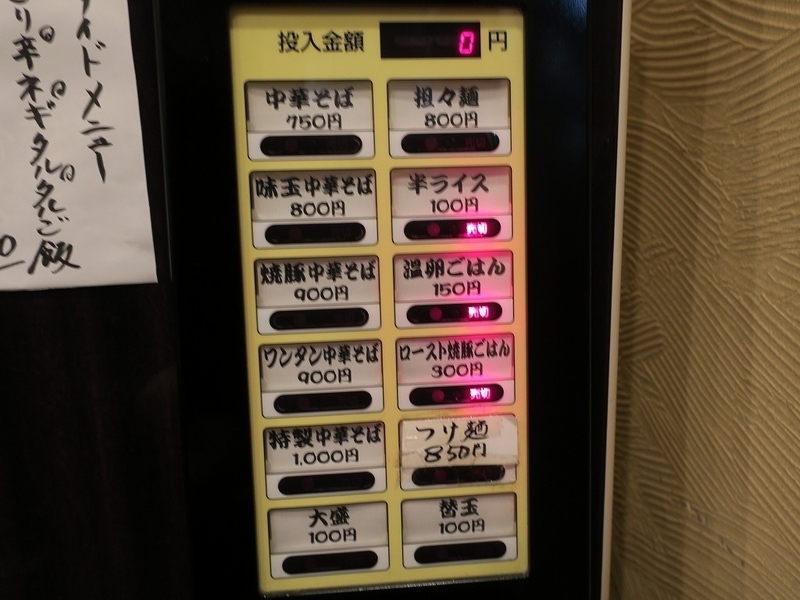 投入金額 0 円
中華そば
750円
担々麺
800円
味玉中華そば
800円
半ライス
100円
売切
焼豚中華そば
900円
温卵ごはん
150円
売切
ワンタン中華そば
900円
ロースト焼豚ごはん
300円
売切
特製中華そば
1,000円
つけ麺
850円
大盛
100円
替玉
100円
イドメニュー
辛ネギタルタルご飯